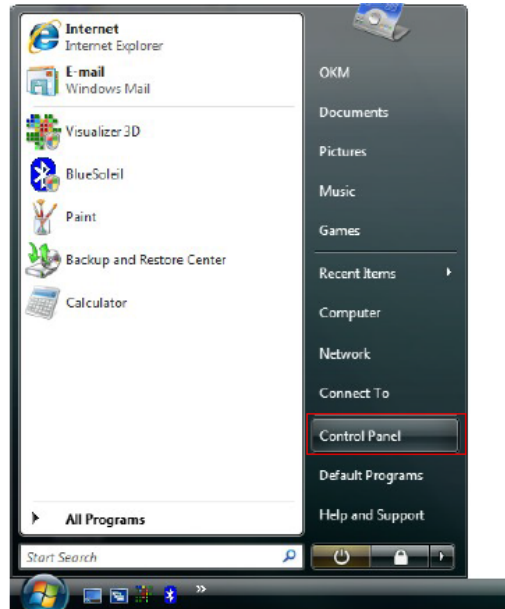 Internet
Internet Explorer
E-mail
Windows Mail
Visualizer 3D
BlueSoleil
Paint
Backup and Restore Center
Calculator
All Programs
Start Search
OKM
Documents
Pictures
Music
Games
Recent Items
Computer
Network
Connect To
Control Panel
Default Programs
Help and Support